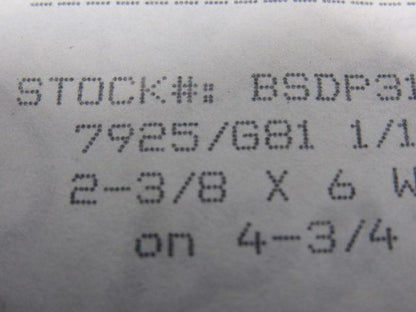 STOCK#: BSDP31
7925/G81 1/1
2-3/8 X 6 W
on 4-3/4